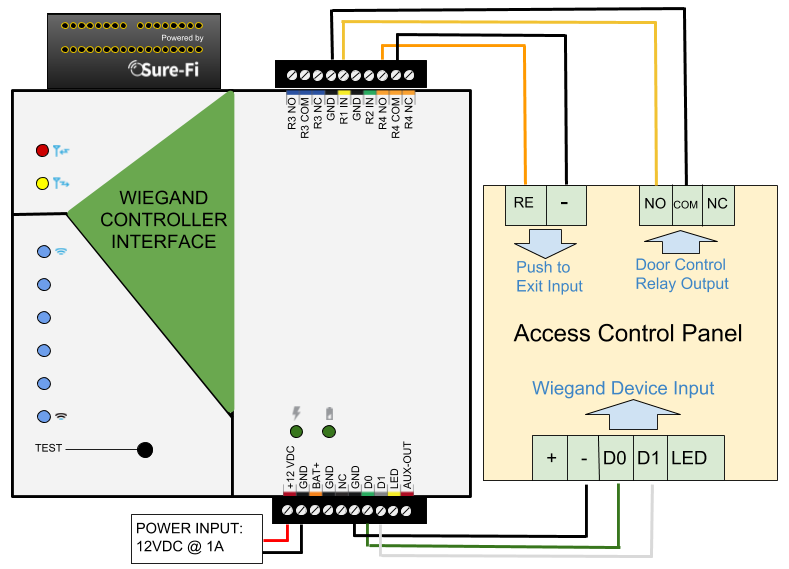 Powered by
Sure-Fi
R3 NO
R3 COM
R3 NC
GND
R1 IN
GND
R2 IN
R4 NO
R4 COM
R4 NC
WIEGAND
CONTROLLER
INTERFACE
RE
-
NO
COM
NC
Push to
Exit Input
Door Control
Relay Output
Access Control Panel
Wiegand Device Input
+
-
D0
D1
LED
TEST
+12 VDC
GND
BAT+
GND
NC
GND
D0
D1
LED
AUX-OUT
POWER INPUT:
12VDC @ 1A